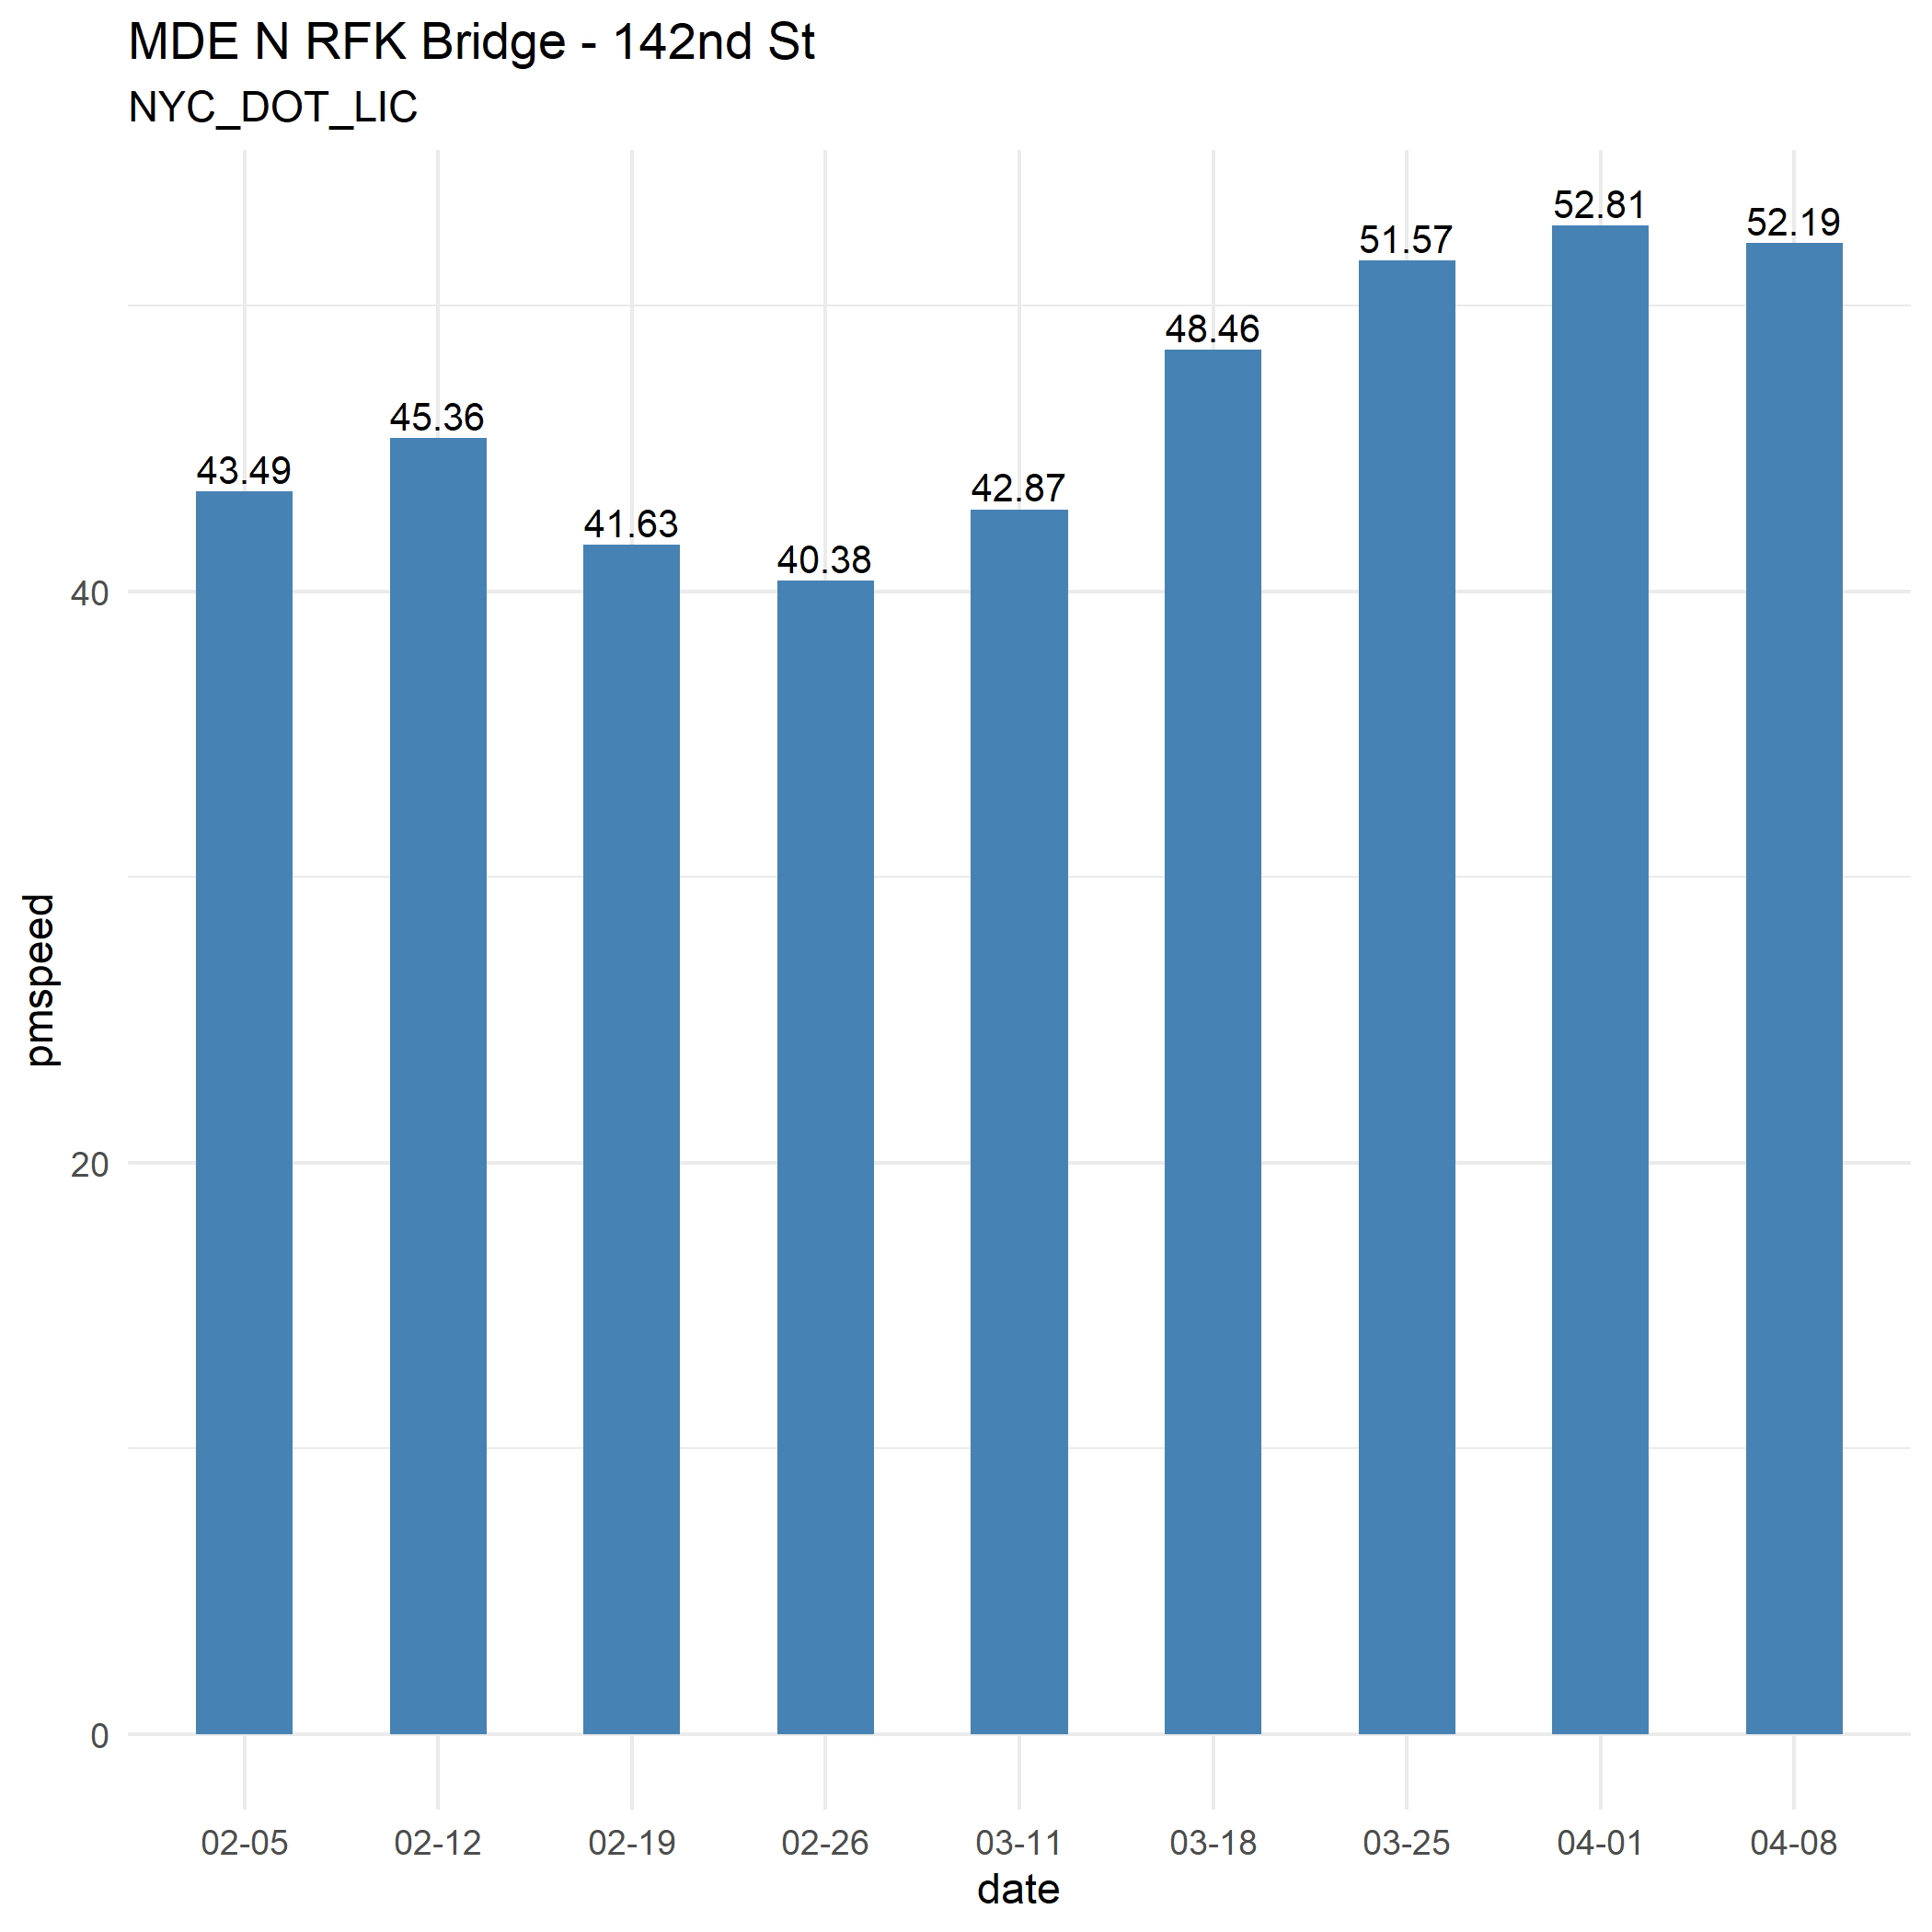 MDE N RFK Bridge - 142nd St
NYC_DOT_LIC
52.81
52.19
51.57
48.46
45.36
43.49
42.87
41.63
40.38
40
20
0
pmspeed
02-05 02-12 02-19 02-26 03-11 03-18 03-25 04-01 04-08
date